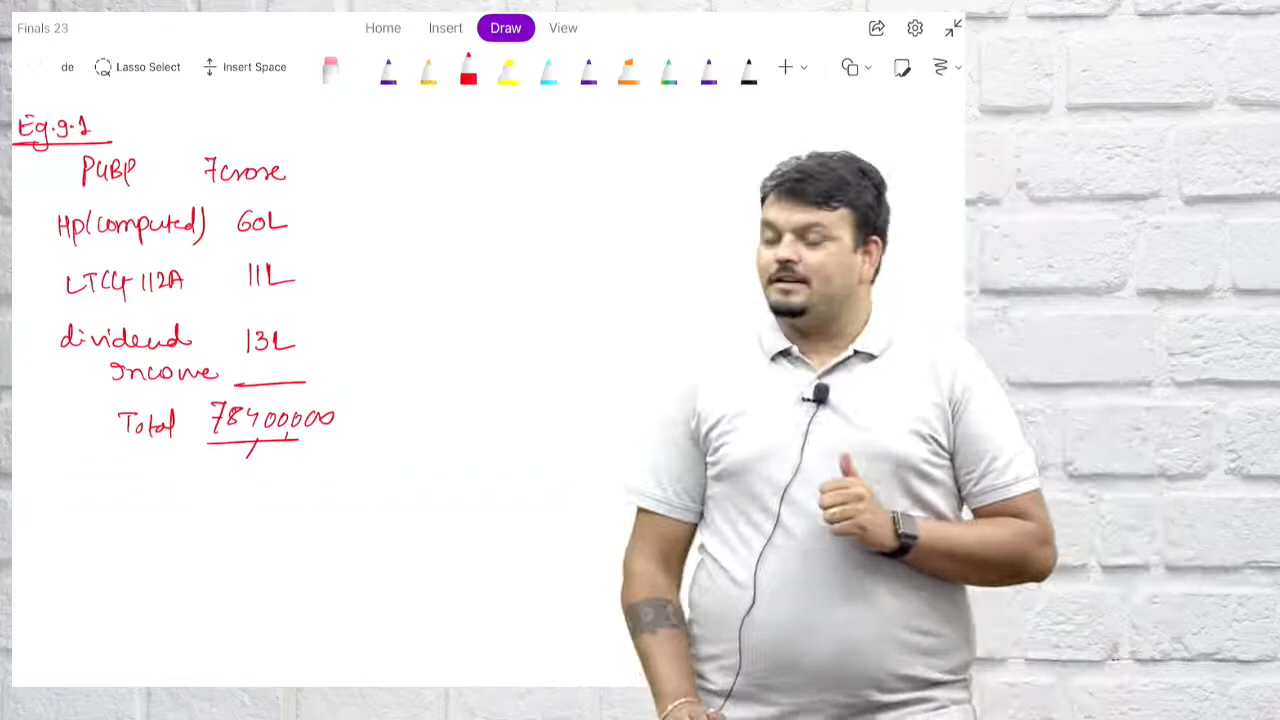 Finals 23
Home Insert Draw View
de Lasso Select Insert Space
Eg.9.1
PGBP 7crore
Hp(computed) 60L
LTCG 112A 11L
dividend 13L
Income
Total 78400000